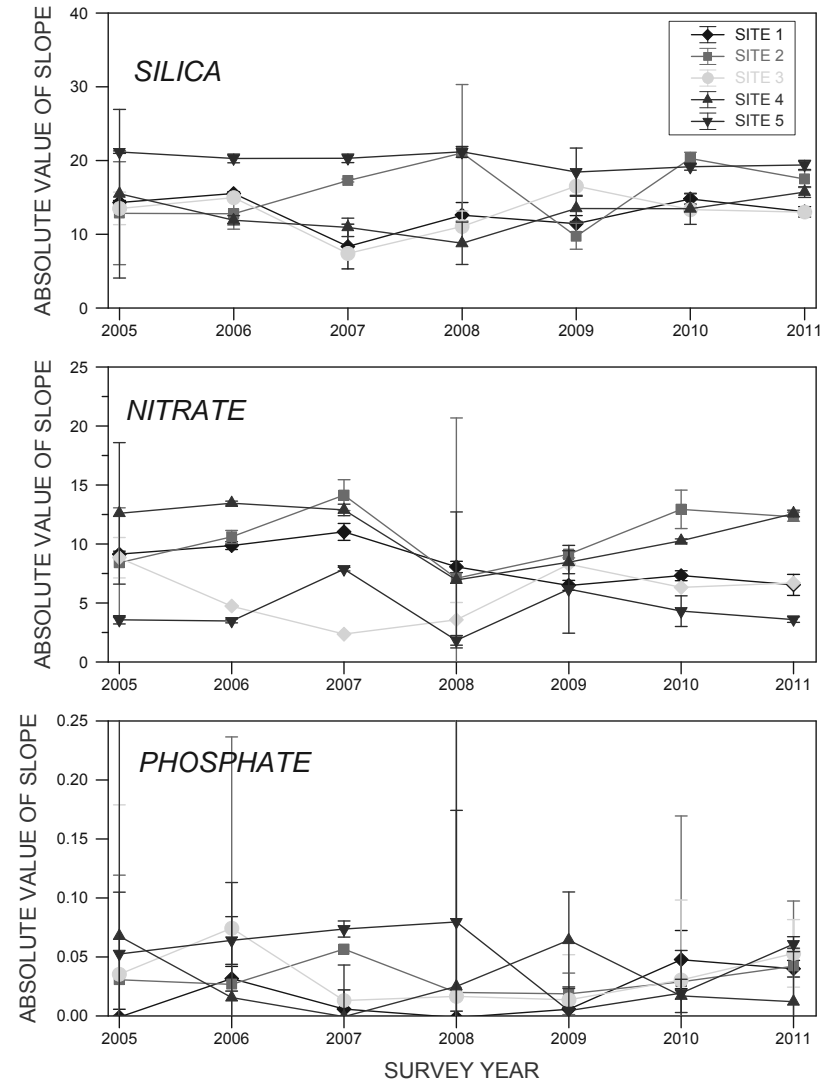 40
30
20
10
0
ABSOLUTE VALUE OF SLOPE
SILICA
SITE 1
SITE 2
SITE 3
SITE 4
SITE 5
2005 2006 2007 2008 2009 2010 2011
25
20
15
10
5
0
ABSOLUTE VALUE OF SLOPE
NITRATE
2005 2006 2007 2008 2009 2010 2011
0.25
0.20
0.15
0.10
0.05
0.00
ABSOLUTE VALUE OF SLOPE
PHOSPHATE
2005 2006 2007 2008 2009 2010 2011
SURVEY YEAR